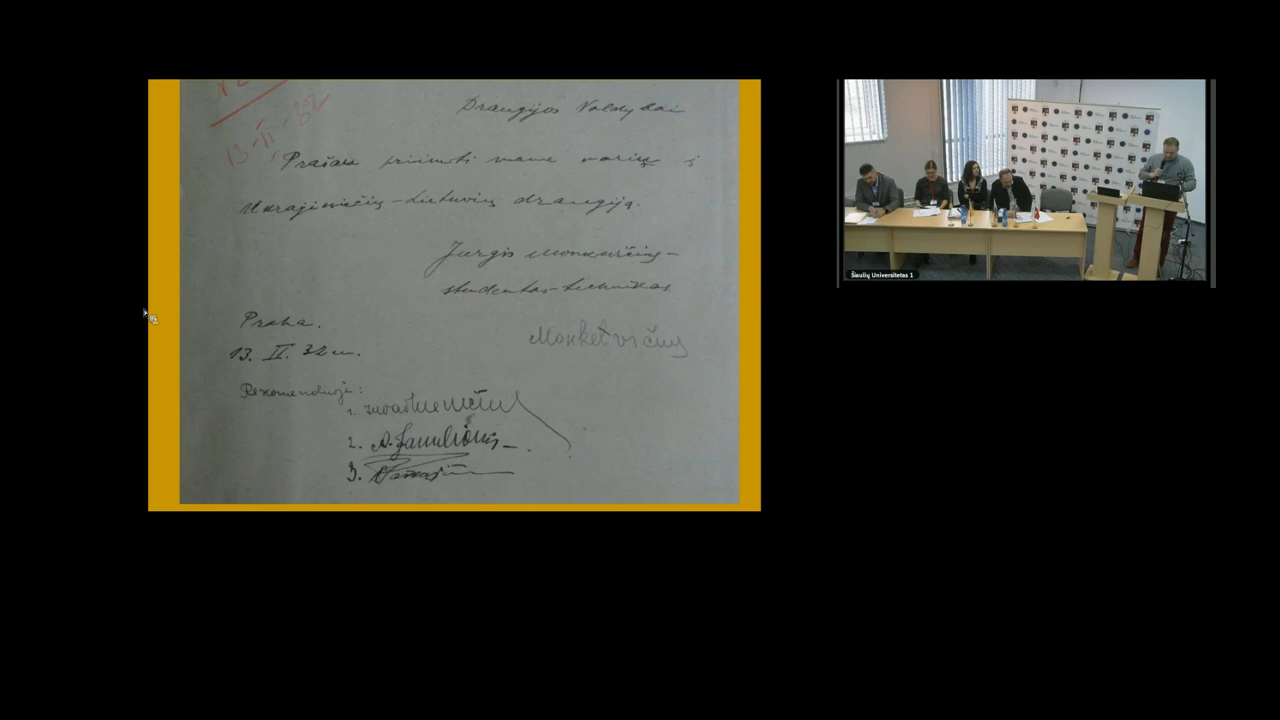 13-II-32
Draugijos Valdybai
Prašau priimti mane nariu į
Ukrajiniečių-Lietuvių draugiją.
Jurgis Monkevičius-
studentas-technikas.
Praha.
Monkevičius
13. II. 32 m.
Rekomenduoja:
1.
2. A.
3.
Šiaulių Universitetas 1